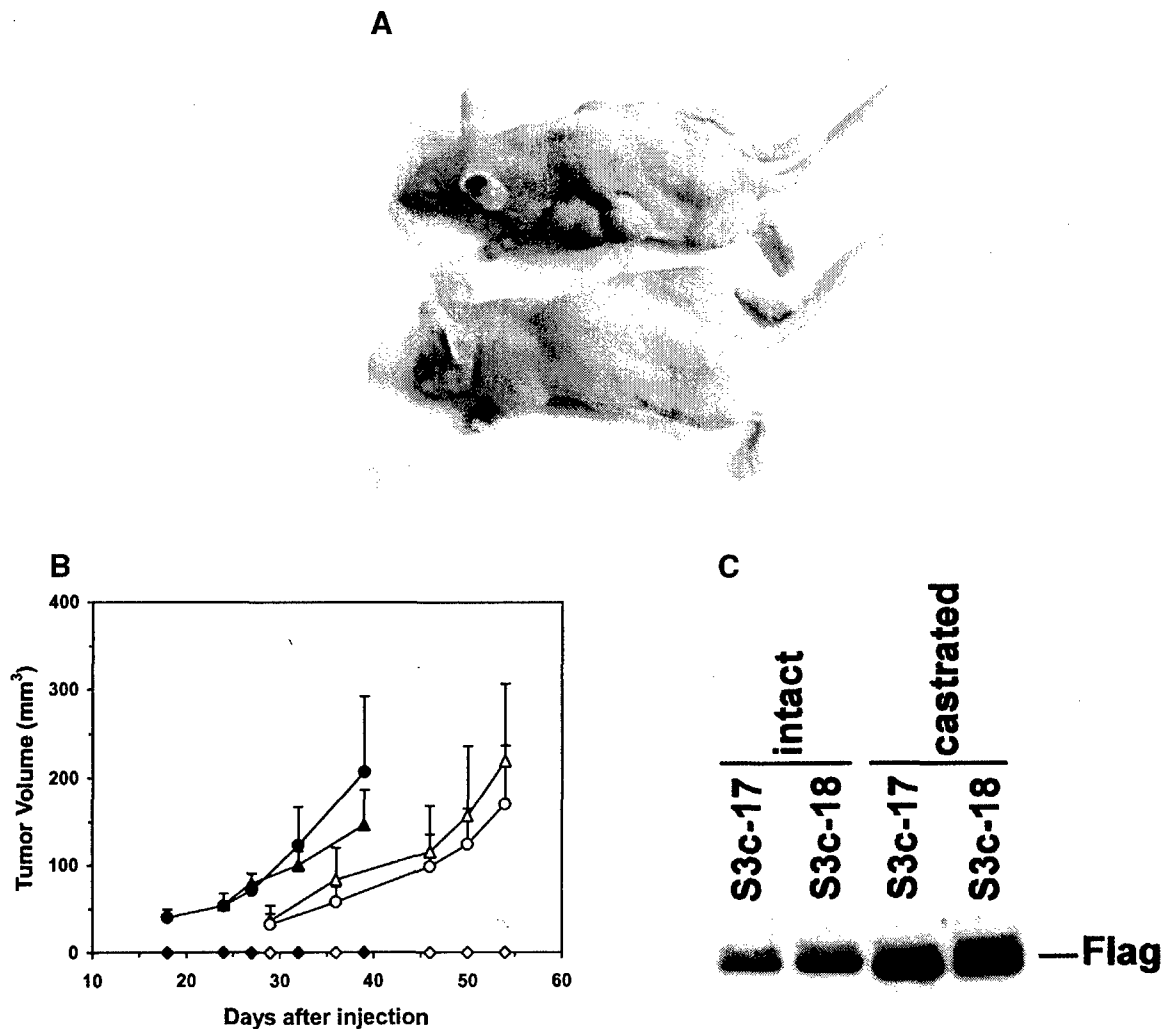 A
B
400
300
200
100
0
Tumor Volume (mm³)
10 20 30 40 50 60
Days after injection
C
intact
castrated
S3c-17
S3c-18
S3c-17
S3c-18
Flag